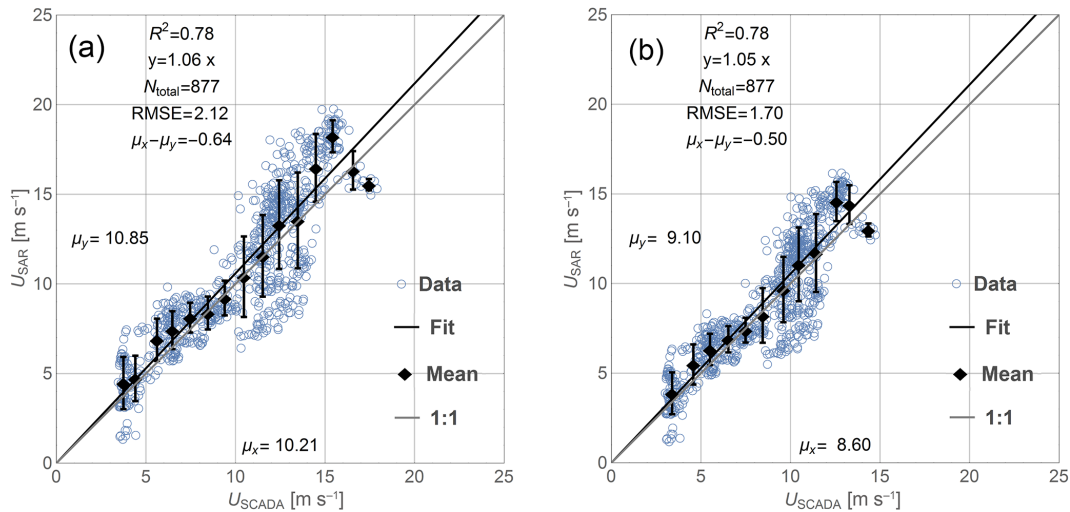 (a)
R²=0.78
y=1.06 x
N_total=877
RMSE=2.12
μ_x−μ_y=−0.64
μ_y= 10.85
μ_x= 10.21
Data
Fit
Mean
1:1
25
20
15
10
5
0
U_SAR [m s⁻¹]
0 5 10 15 20 25
U_SCADA [m s⁻¹]
(b)
R²=0.78
y=1.05 x
N_total=877
RMSE=1.70
μ_x−μ_y=−0.50
μ_y= 9.10
μ_x= 8.60
Data
Fit
Mean
1:1
25
20
15
10
5
0
U_SAR [m s⁻¹]
0 5 10 15 20 25
U_SCADA [m s⁻¹]